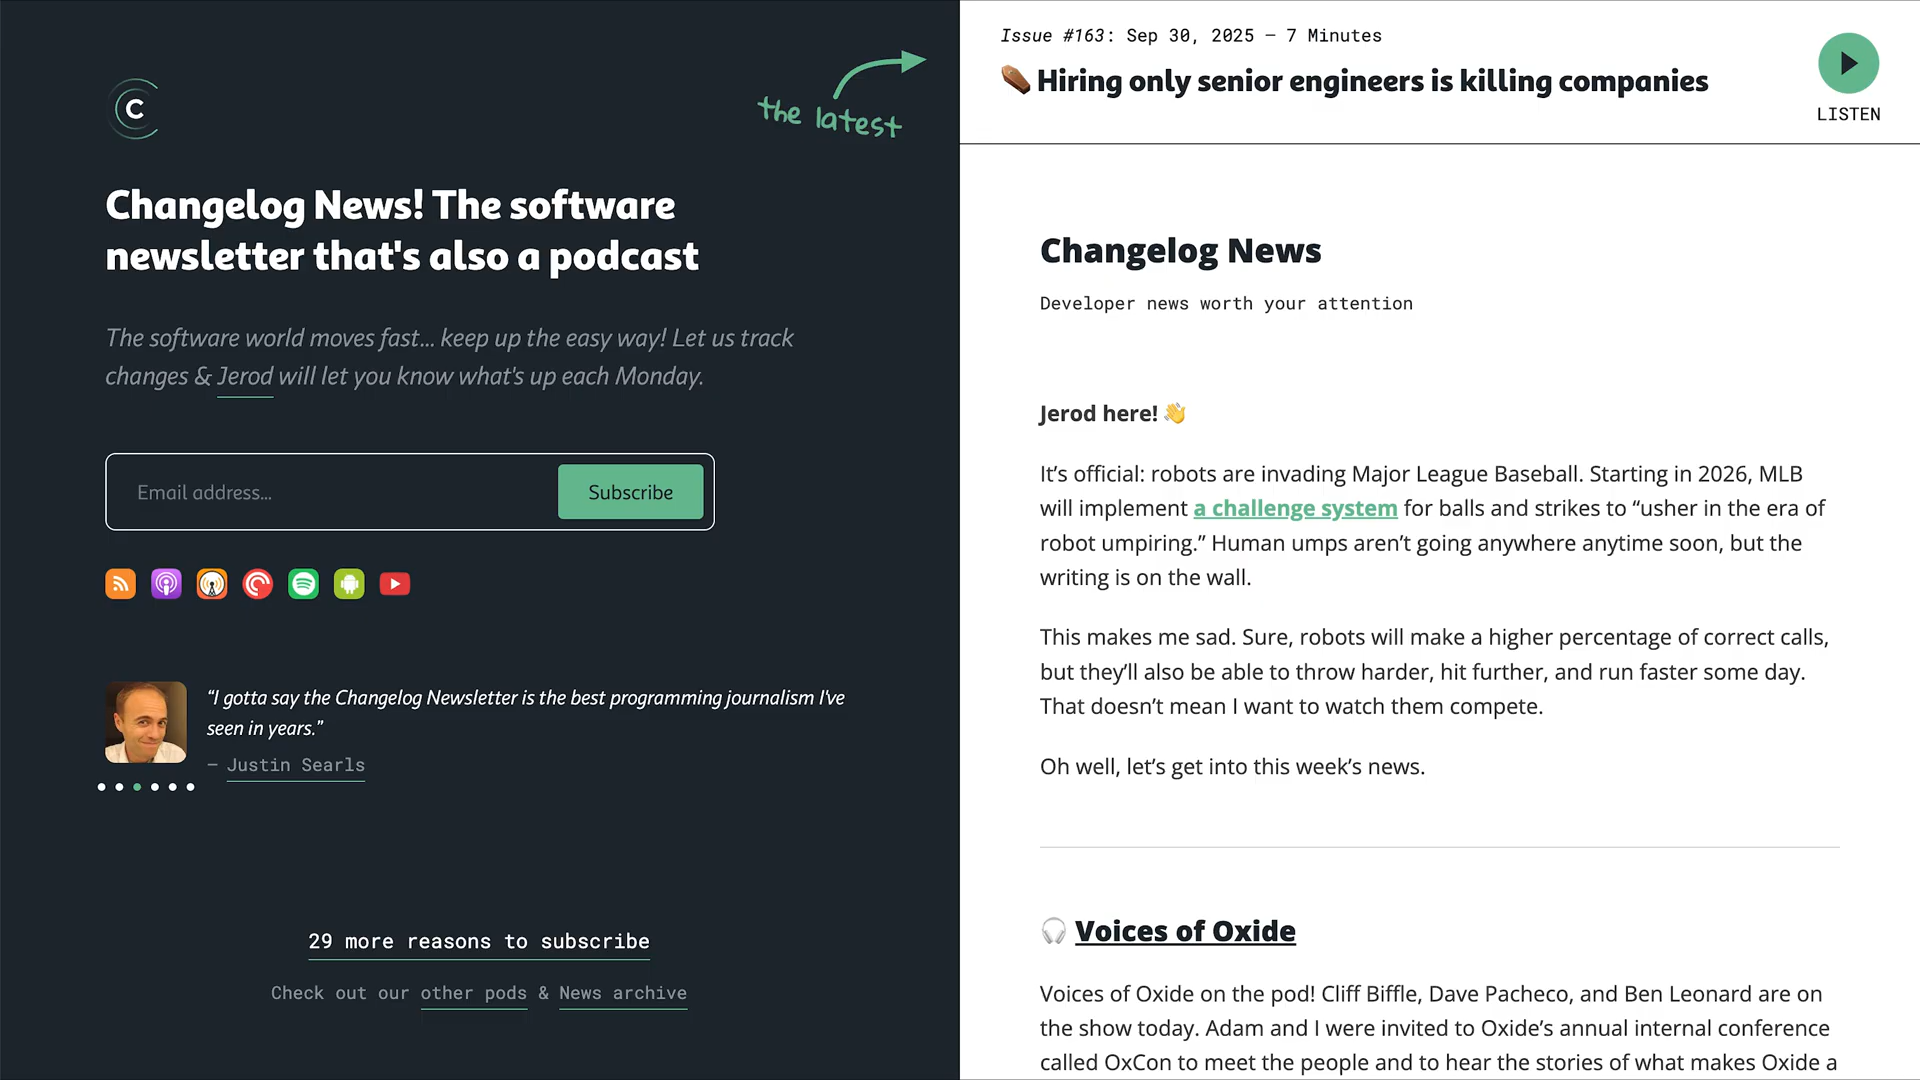 C
the latest
Changelog News! The software
newsletter that's also a podcast
The software world moves fast… keep up the easy way! Let us track
changes & Jerod will let you know what's up each Monday.
Email address…
Subscribe
“I gotta say the Changelog Newsletter is the best programming journalism I've
seen in years.”
— Justin Searls
29 more reasons to subscribe
Check out our other pods & News archive
Issue #163: Sep 30, 2025 — 7 Minutes
⚰️ Hiring only senior engineers is killing companies
LISTEN
Changelog News
Developer news worth your attention
Jerod here! 👋
It’s official: robots are invading Major League Baseball. Starting in 2026, MLB
will implement a challenge system for balls and strikes to “usher in the era of
robot umpiring.” Human umps aren’t going anywhere anytime soon, but the
writing is on the wall.
This makes me sad. Sure, robots will make a higher percentage of correct calls,
but they’ll also be able to throw harder, hit further, and run faster some day.
That doesn’t mean I want to watch them compete.
Oh well, let’s get into this week’s news.
🎧 Voices of Oxide
Voices of Oxide on the pod! Cliff Biffle, Dave Pacheco, and Ben Leonard are on
the show today. Adam and I were invited to Oxide’s annual internal conference
called OxCon to meet the people and to hear the stories of what makes Oxide a